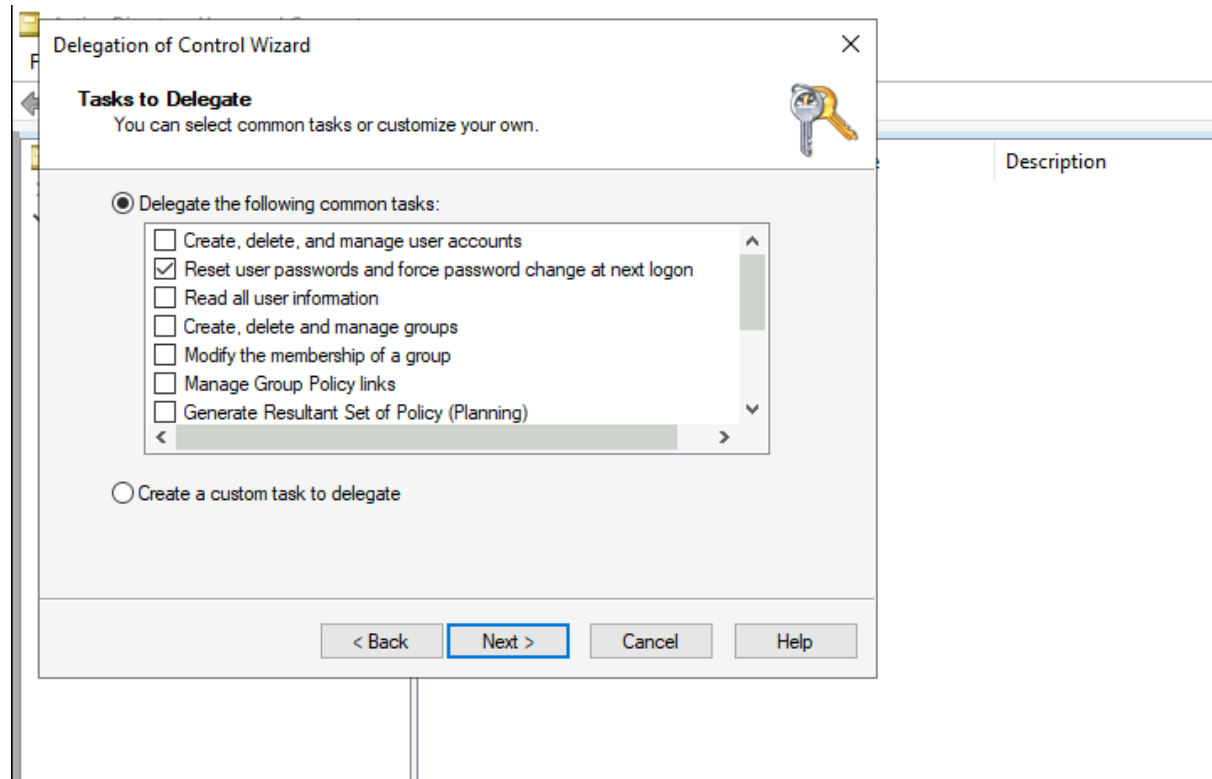 Delegation of Control Wizard
Tasks to Delegate
You can select common tasks or customize your own.
Description
Delegate the following common tasks:
Create, delete, and manage user accounts
Reset user passwords and force password change at next logon
Read all user information
Create, delete and manage groups
Modify the membership of a group
Manage Group Policy links
Generate Resultant Set of Policy (Planning)
Create a custom task to delegate
< Back Next > Cancel Help